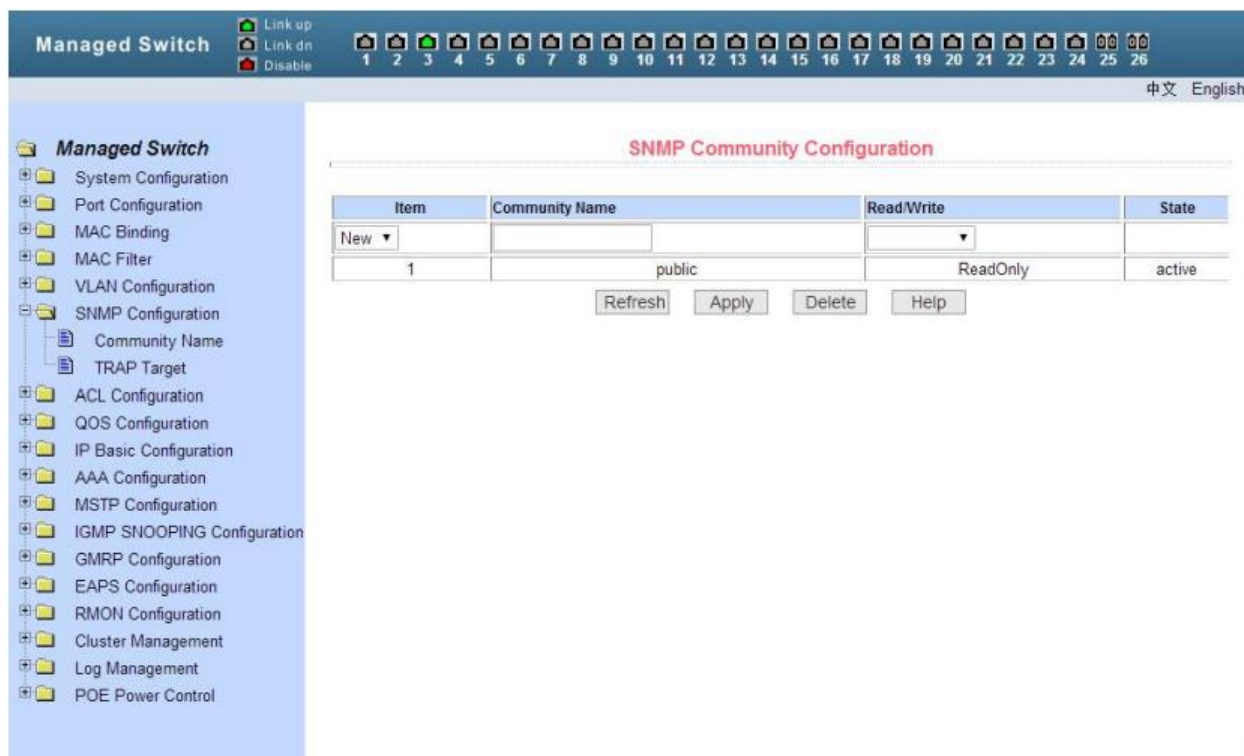 Managed Switch
Link up
Link dn
Disable
1 2 3 4 5 6 7 8 9 10 11 12 13 14 15 16 17 18 19 20 21 22 23 24 25 26
中文 English
Managed Switch
System Configuration
Port Configuration
MAC Binding
MAC Filter
VLAN Configuration
SNMP Configuration
Community Name
TRAP Target
ACL Configuration
QOS Configuration
IP Basic Configuration
AAA Configuration
MSTP Configuration
IGMP SNOOPING Configuration
GMRP Configuration
EAPS Configuration
RMON Configuration
Cluster Management
Log Management
POE Power Control
SNMP Community Configuration
Item Community Name Read/Write State
New
1 public ReadOnly active
Refresh Apply Delete Help